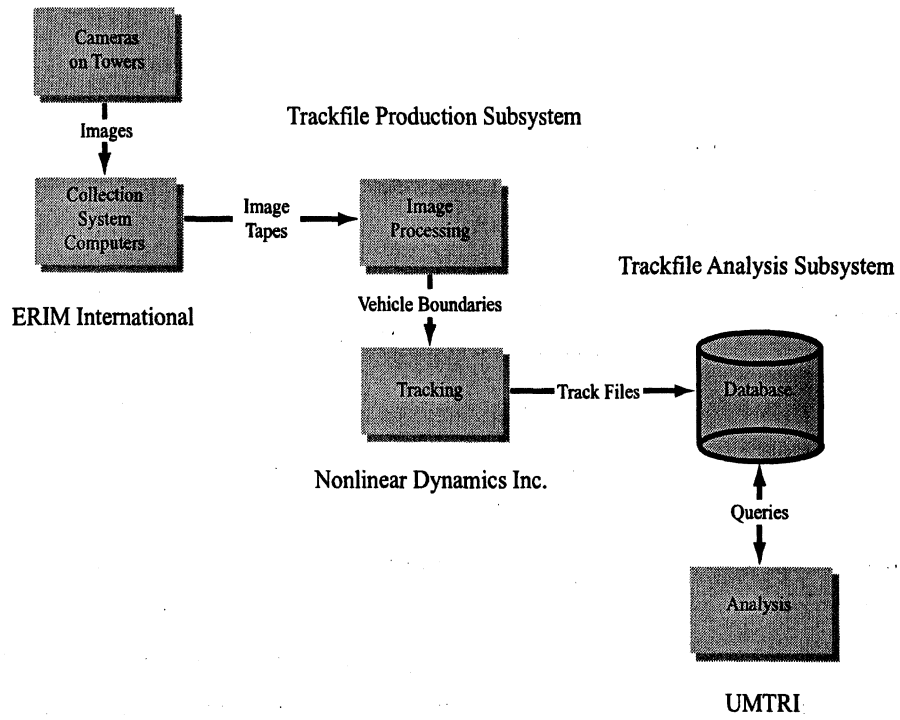 Cameras
on Towers
Images
Trackfile Production Subsystem
Collection
System
Computers
Image
Tapes
Image
Processing
ERIM International
Vehicle Boundaries
Trackfile Analysis Subsystem
Tracking
Track Files
Database
Nonlinear Dynamics Inc.
Queries
Analysis
UMTRI